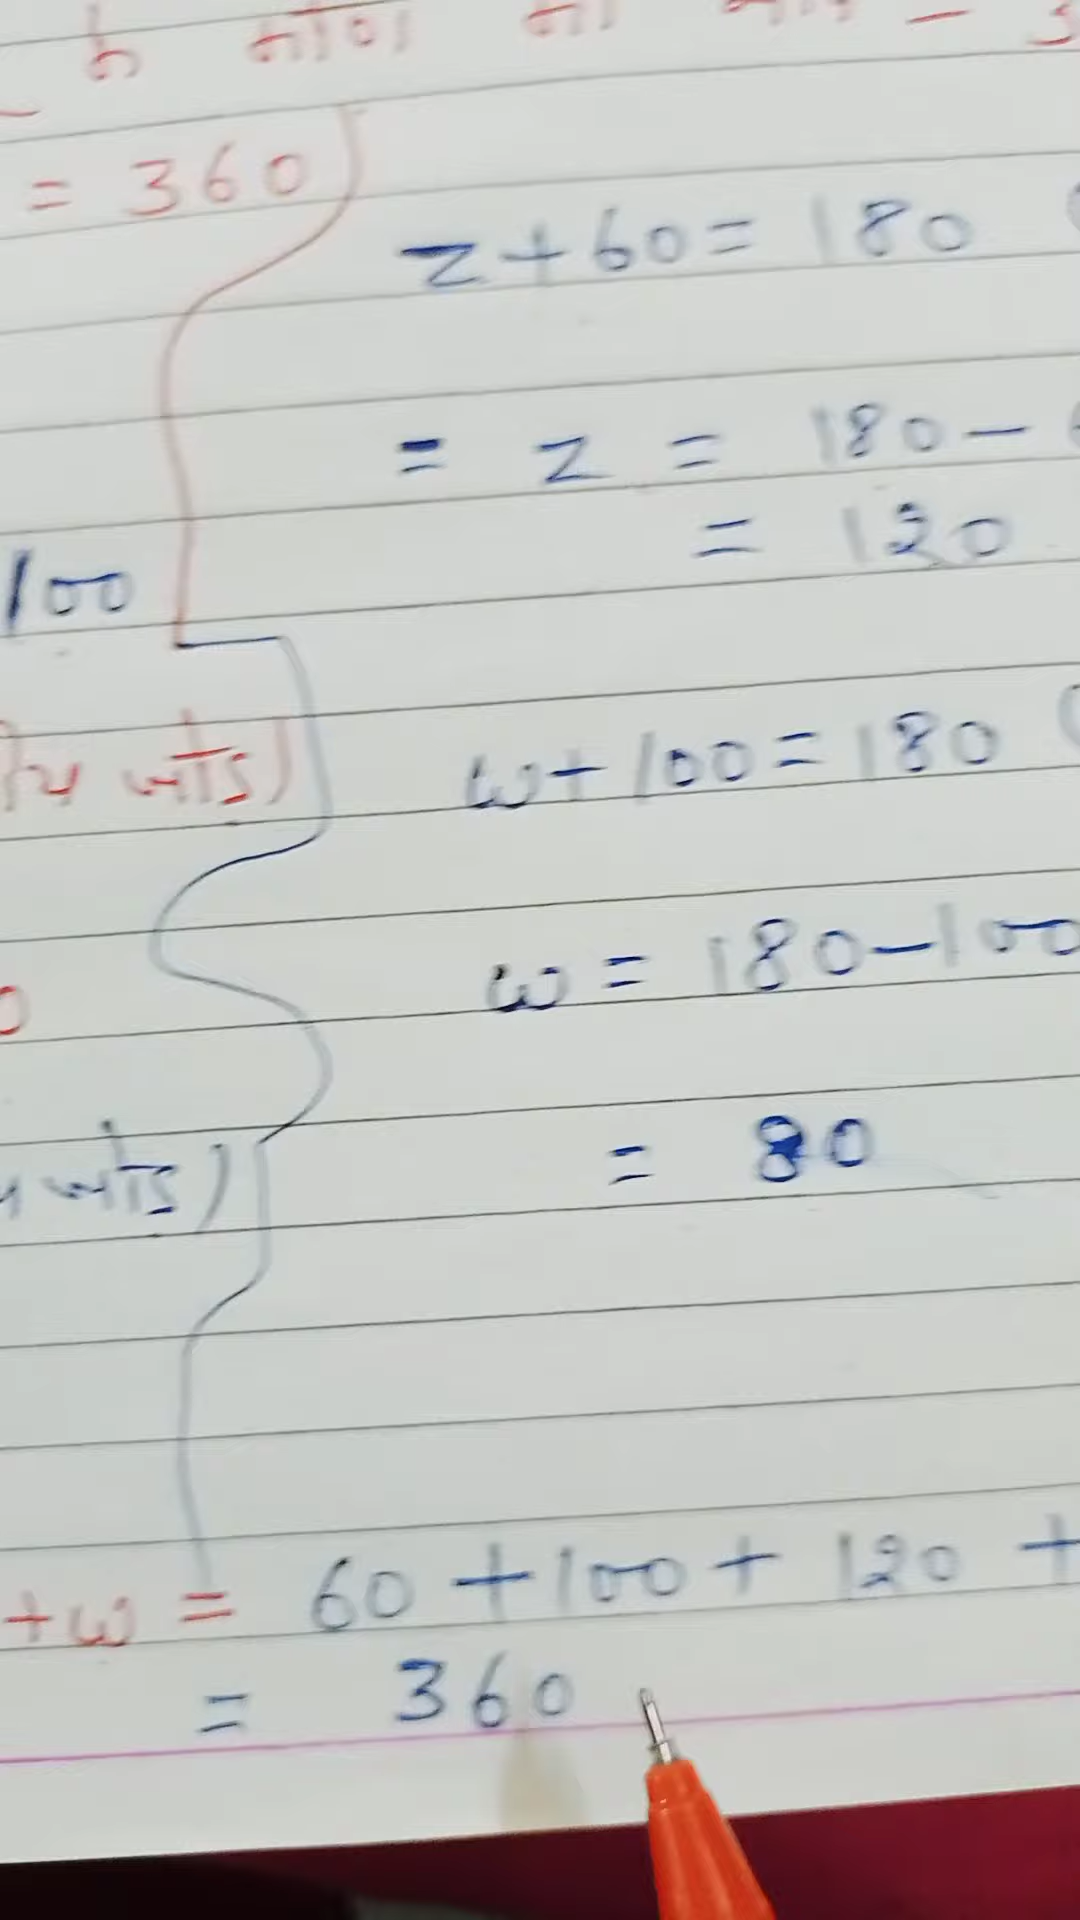 = 360
z + 60 = 180
= z = 180 -
= 120
100
w + 100 = 180
w = 180 - 100
= 80
+ w = 60 + 100 + 120 +
= 360